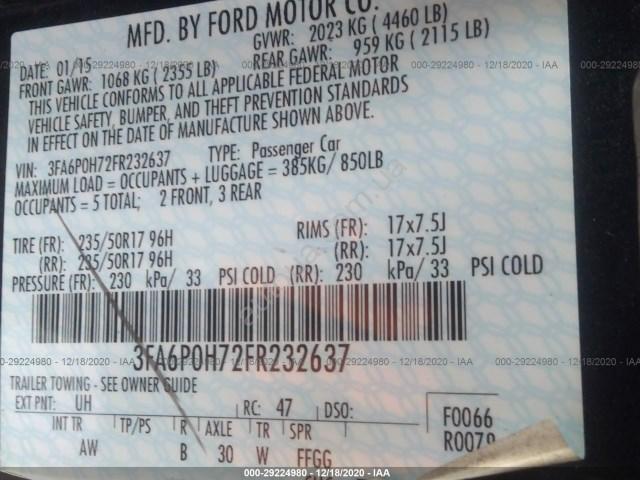 MFD. BY FORD MOTOR CO.
DATE: 01/15 GVWR: 2023 KG ( 4460 LB)
FRONT GAWR: 1068 KG ( 2355 LB) REAR GAWR: 959 KG ( 2115 LB)
THIS VEHICLE CONFORMS TO ALL APPLICABLE FEDERAL MOTOR
VEHICLE SAFETY, BUMPER, AND THEFT PREVENTION STANDARDS
IN EFFECT ON THE DATE OF MANUFACTURE SHOWN ABOVE.
VIN: 3FA6P0H72FR232637 TYPE: Passenger Car
MAXIMUM LOAD = OCCUPANTS + LUGGAGE = 385KG/ 850LB
OCCUPANTS = 5 TOTAL; 2 FRONT, 3 REAR
TIRE (FR): 235/50R17 96H RIMS (FR): 17x7.5J
(RR): 235/50R17 96H (RR): 17x7.5J
PRESSURE (FR): 230 kPa/ 33 PSI COLD (RR): 230 kPa/ 33 PSI COLD
3FA6P0H72FR232637
TRAILER TOWING - SEE OWNER GUIDE
EXT PNT: UH RC: 47 DSO: F0066
INT TR TP/PS R AXLE TR SPR R0078
AW B 30 W FFGG
000-29224980 - 12/18/2020 - IAA